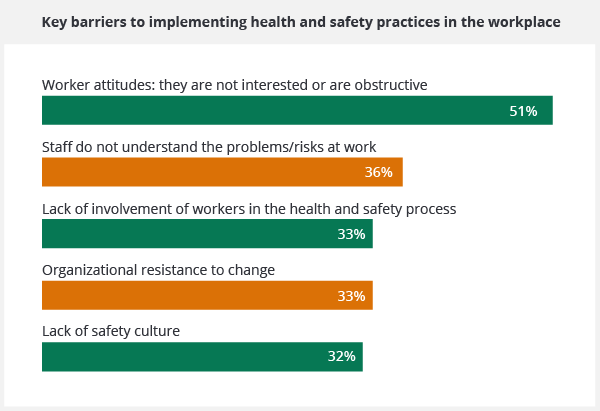 Key barriers to implementing health and safety practices in the workplace
Worker attitudes: they are not interested or are obstructive
51%
Staff do not understand the problems/risks at work
36%
Lack of involvement of workers in the health and safety process
33%
Organizational resistance to change
33%
Lack of safety culture
32%